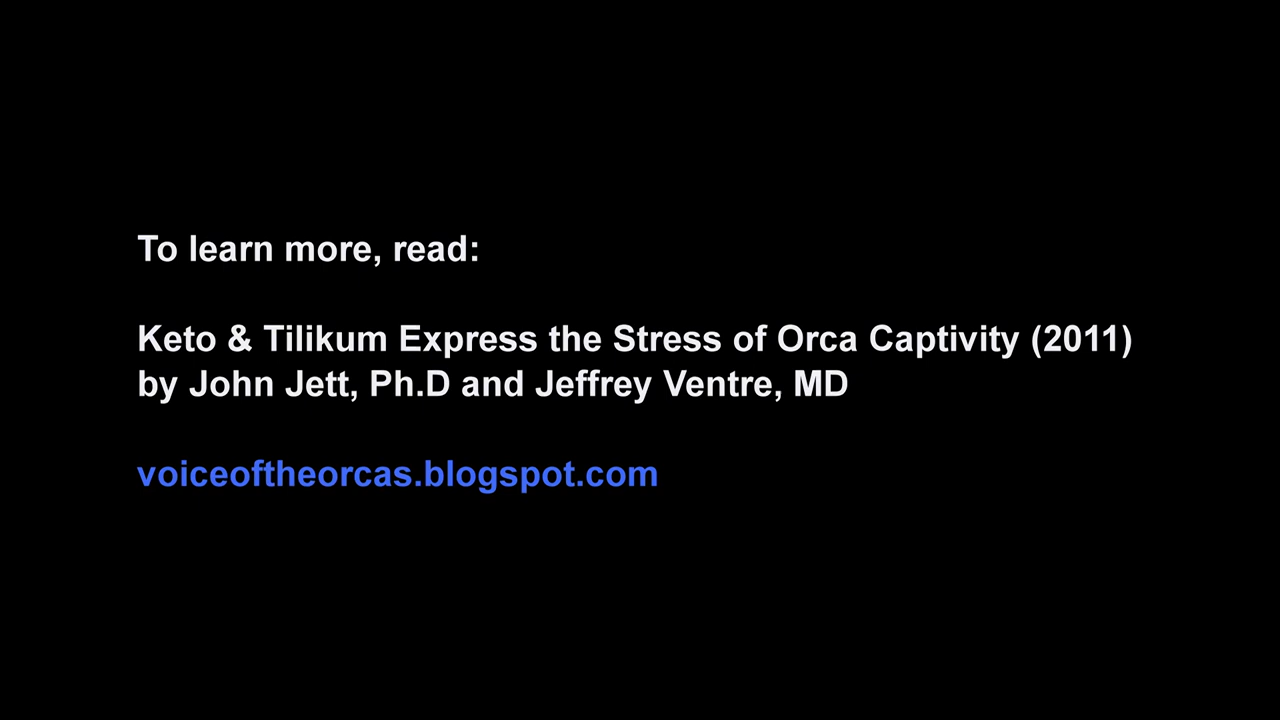 To learn more, read:
Keto & Tilikum Express the Stress of Orca Captivity (2011)
by John Jett, Ph.D and Jeffrey Ventre, MD
voiceoftheorcas.blogspot.com